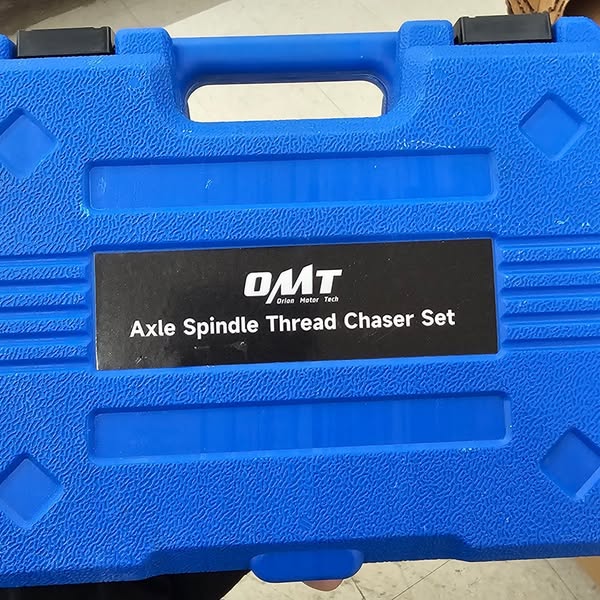 OMT
Orion Motor Tech
Axle Spindle Thread Chaser Set